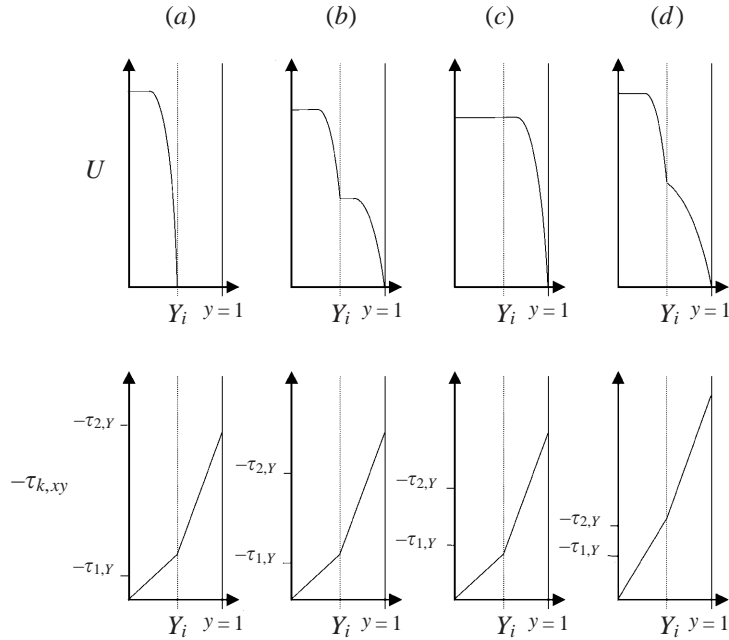 (a) (b) (c) (d)
U
Y_i y = 1 Y_i y = 1 Y_i y = 1 Y_i y = 1
−τ_{2,Y} −τ_{2,Y} −τ_{2,Y} −τ_{2,Y}
−τ_{k,xy}
−τ_{1,Y} −τ_{1,Y} −τ_{1,Y} −τ_{1,Y}
Y_i y = 1 Y_i y = 1 Y_i y = 1 Y_i y = 1